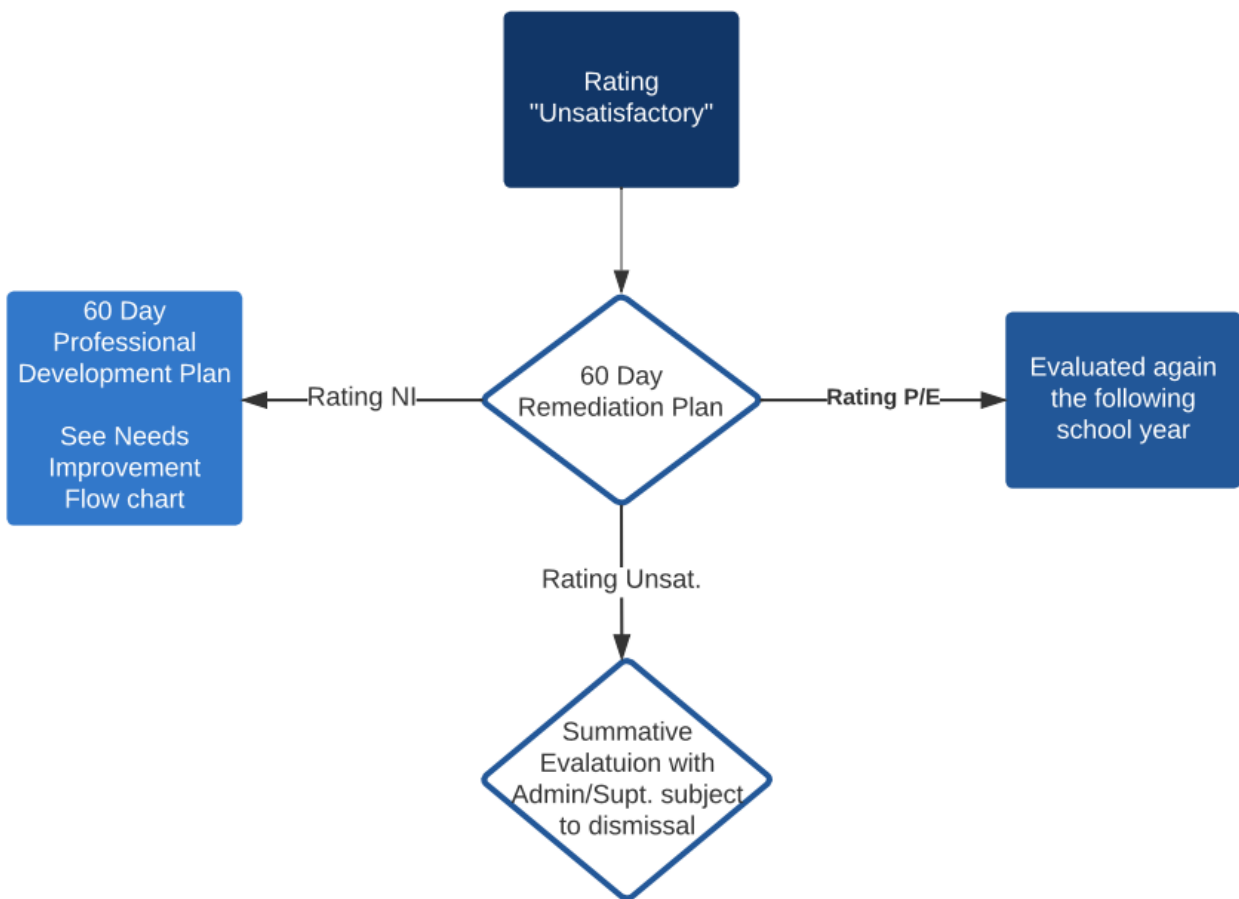 Rating
"Unsatisfactory"
60 Day
Professional
Development Plan
See Needs
Improvement
Flow chart
Rating NI
60 Day
Remediation Plan
Rating P/E
Evaluated again
the following
school year
Rating Unsat.
Summative
Evalatuion with
Admin/Supt. subject
to dismissal